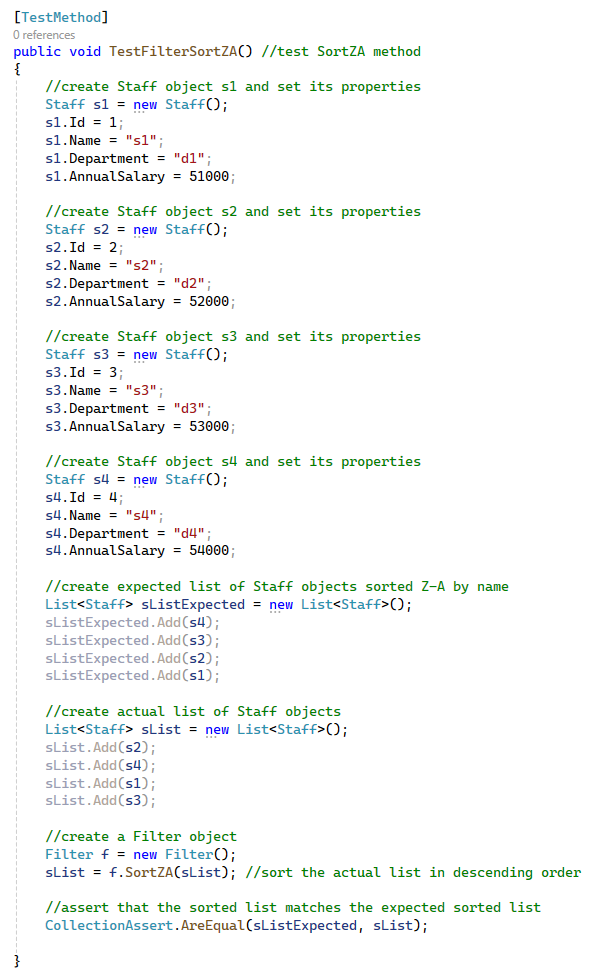 [TestMethod]
0 references
public void TestFilterSortZA() //test SortZA method
{
//create Staff object s1 and set its properties
Staff s1 = new Staff();
s1.Id = 1;
s1.Name = "s1";
s1.Department = "d1";
s1.AnnualSalary = 51000;
//create Staff object s2 and set its properties
Staff s2 = new Staff();
s2.Id = 2;
s2.Name = "s2";
s2.Department = "d2";
s2.AnnualSalary = 52000;
//create Staff object s3 and set its properties
Staff s3 = new Staff();
s3.Id = 3;
s3.Name = "s3";
s3.Department = "d3";
s3.AnnualSalary = 53000;
//create Staff object s4 and set its properties
Staff s4 = new Staff();
s4.Id = 4;
s4.Name = "s4";
s4.Department = "d4";
s4.AnnualSalary = 54000;
//create expected list of Staff objects sorted Z-A by name
List<Staff> sListExpected = new List<Staff>();
sListExpected.Add(s4);
sListExpected.Add(s3);
sListExpected.Add(s2);
sListExpected.Add(s1);
//create actual list of Staff objects
List<Staff> sList = new List<Staff>();
sList.Add(s2);
sList.Add(s4);
sList.Add(s1);
sList.Add(s3);
//create a Filter object
Filter f = new Filter();
sList = f.SortZA(sList); //sort the actual list in descending order
//assert that the sorted list matches the expected sorted list
CollectionAssert.AreEqual(sListExpected, sList);
}